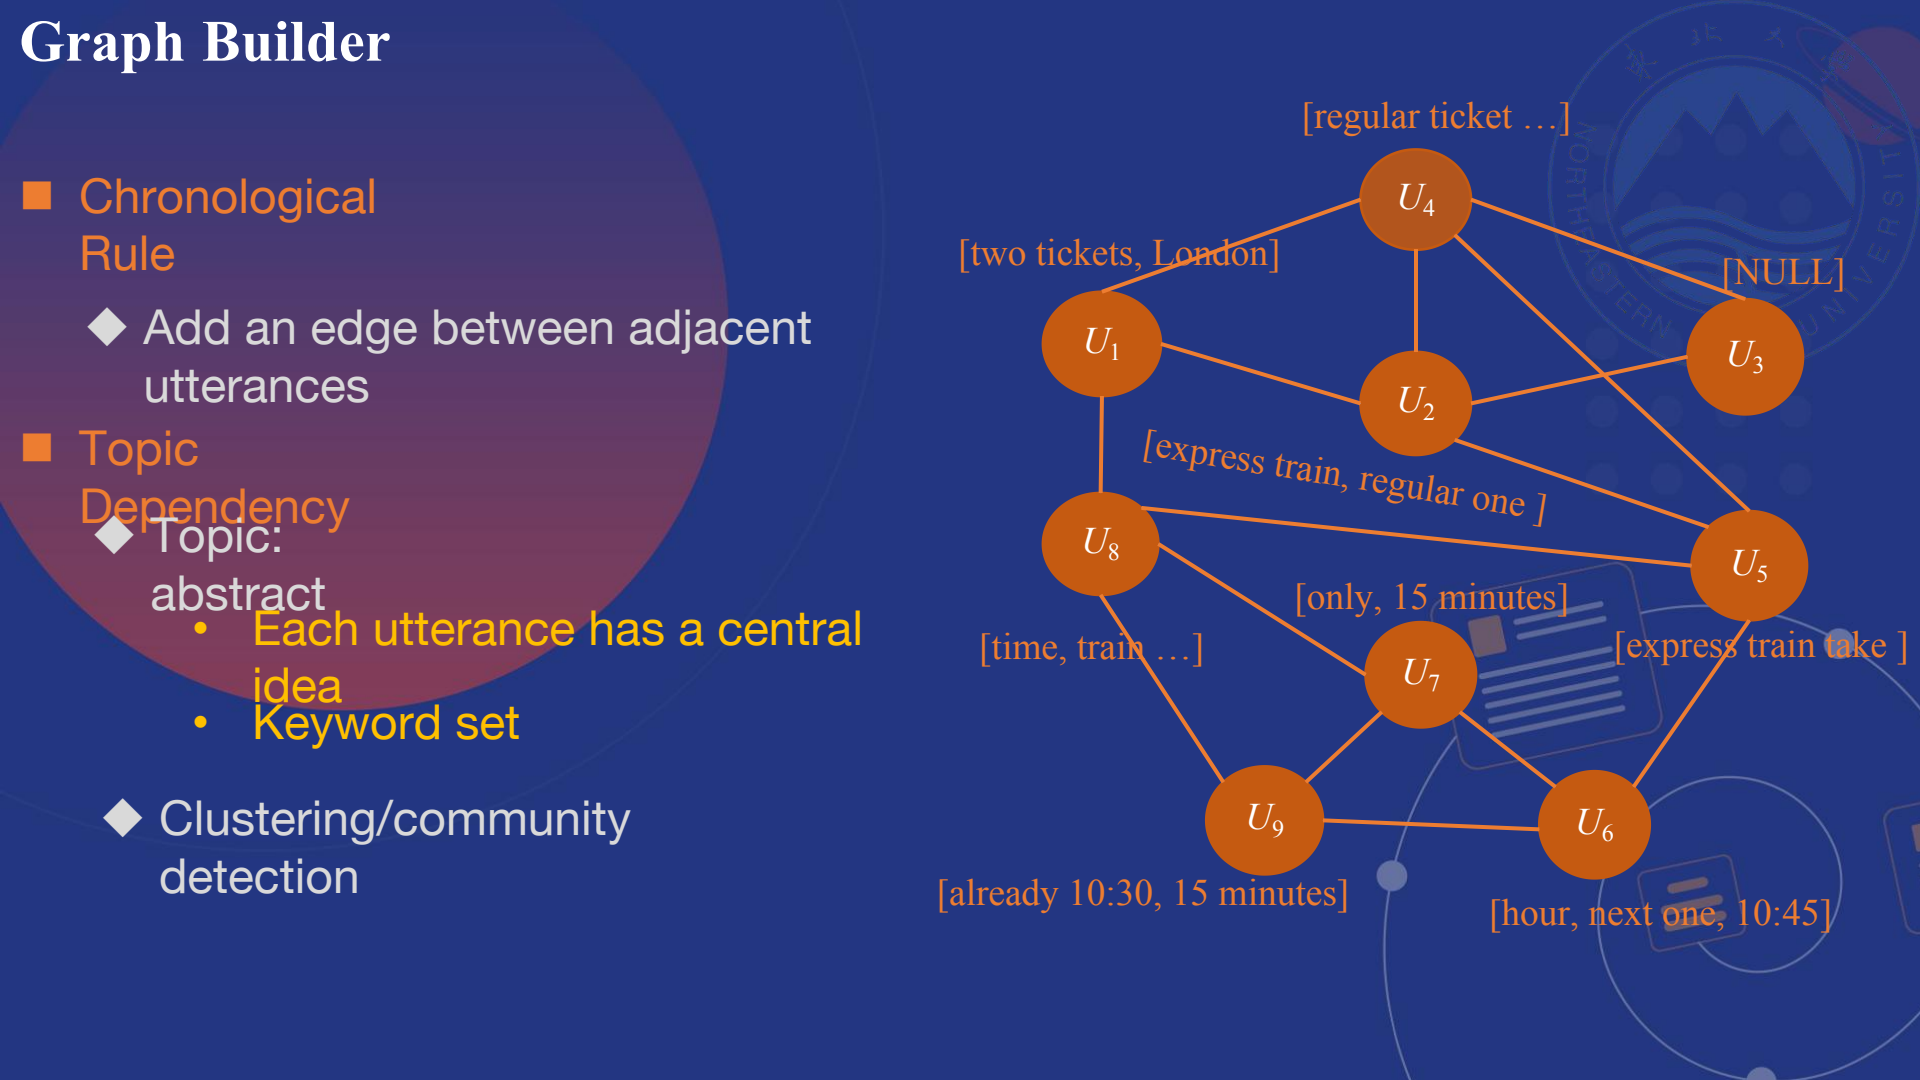 Graph Builder
Chronological
Rule
Add an edge between adjacent
utterances
Topic
Dependency
Topic:
abstract
Each utterance has a central
idea
Keyword set
Clustering/community
detection
[regular ticket …]
U4
[two tickets, London]
[NULL]
U1
U3
U2
[express train, regular one ]
U8
U5
[only, 15 minutes]
[time, train …]
[express train take ]
U7
U9
U6
[already 10:30, 15 minutes]
[hour, next one, 10:45]
NORTHEASTERN UNIVERSITY